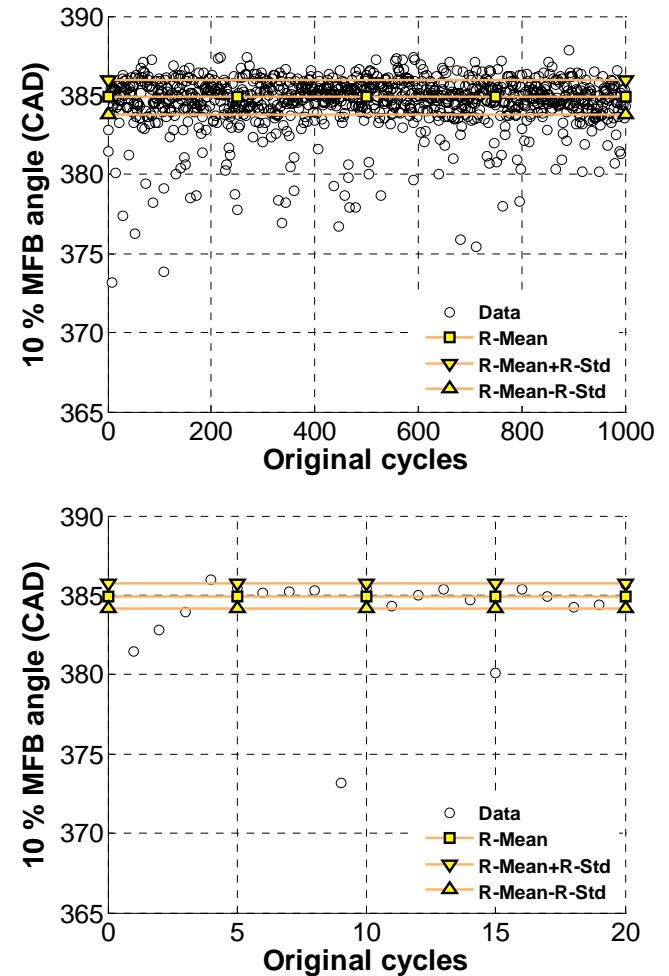 390
385
380
375
370
365
10 % MFB angle (CAD)
Data
R-Mean
R-Mean+R-Std
R-Mean-R-Std
0 200 400 600 800 1000
Original cycles
390
385
380
375
370
365
10 % MFB angle (CAD)
Data
R-Mean
R-Mean+R-Std
R-Mean-R-Std
0 5 10 15 20
Original cycles